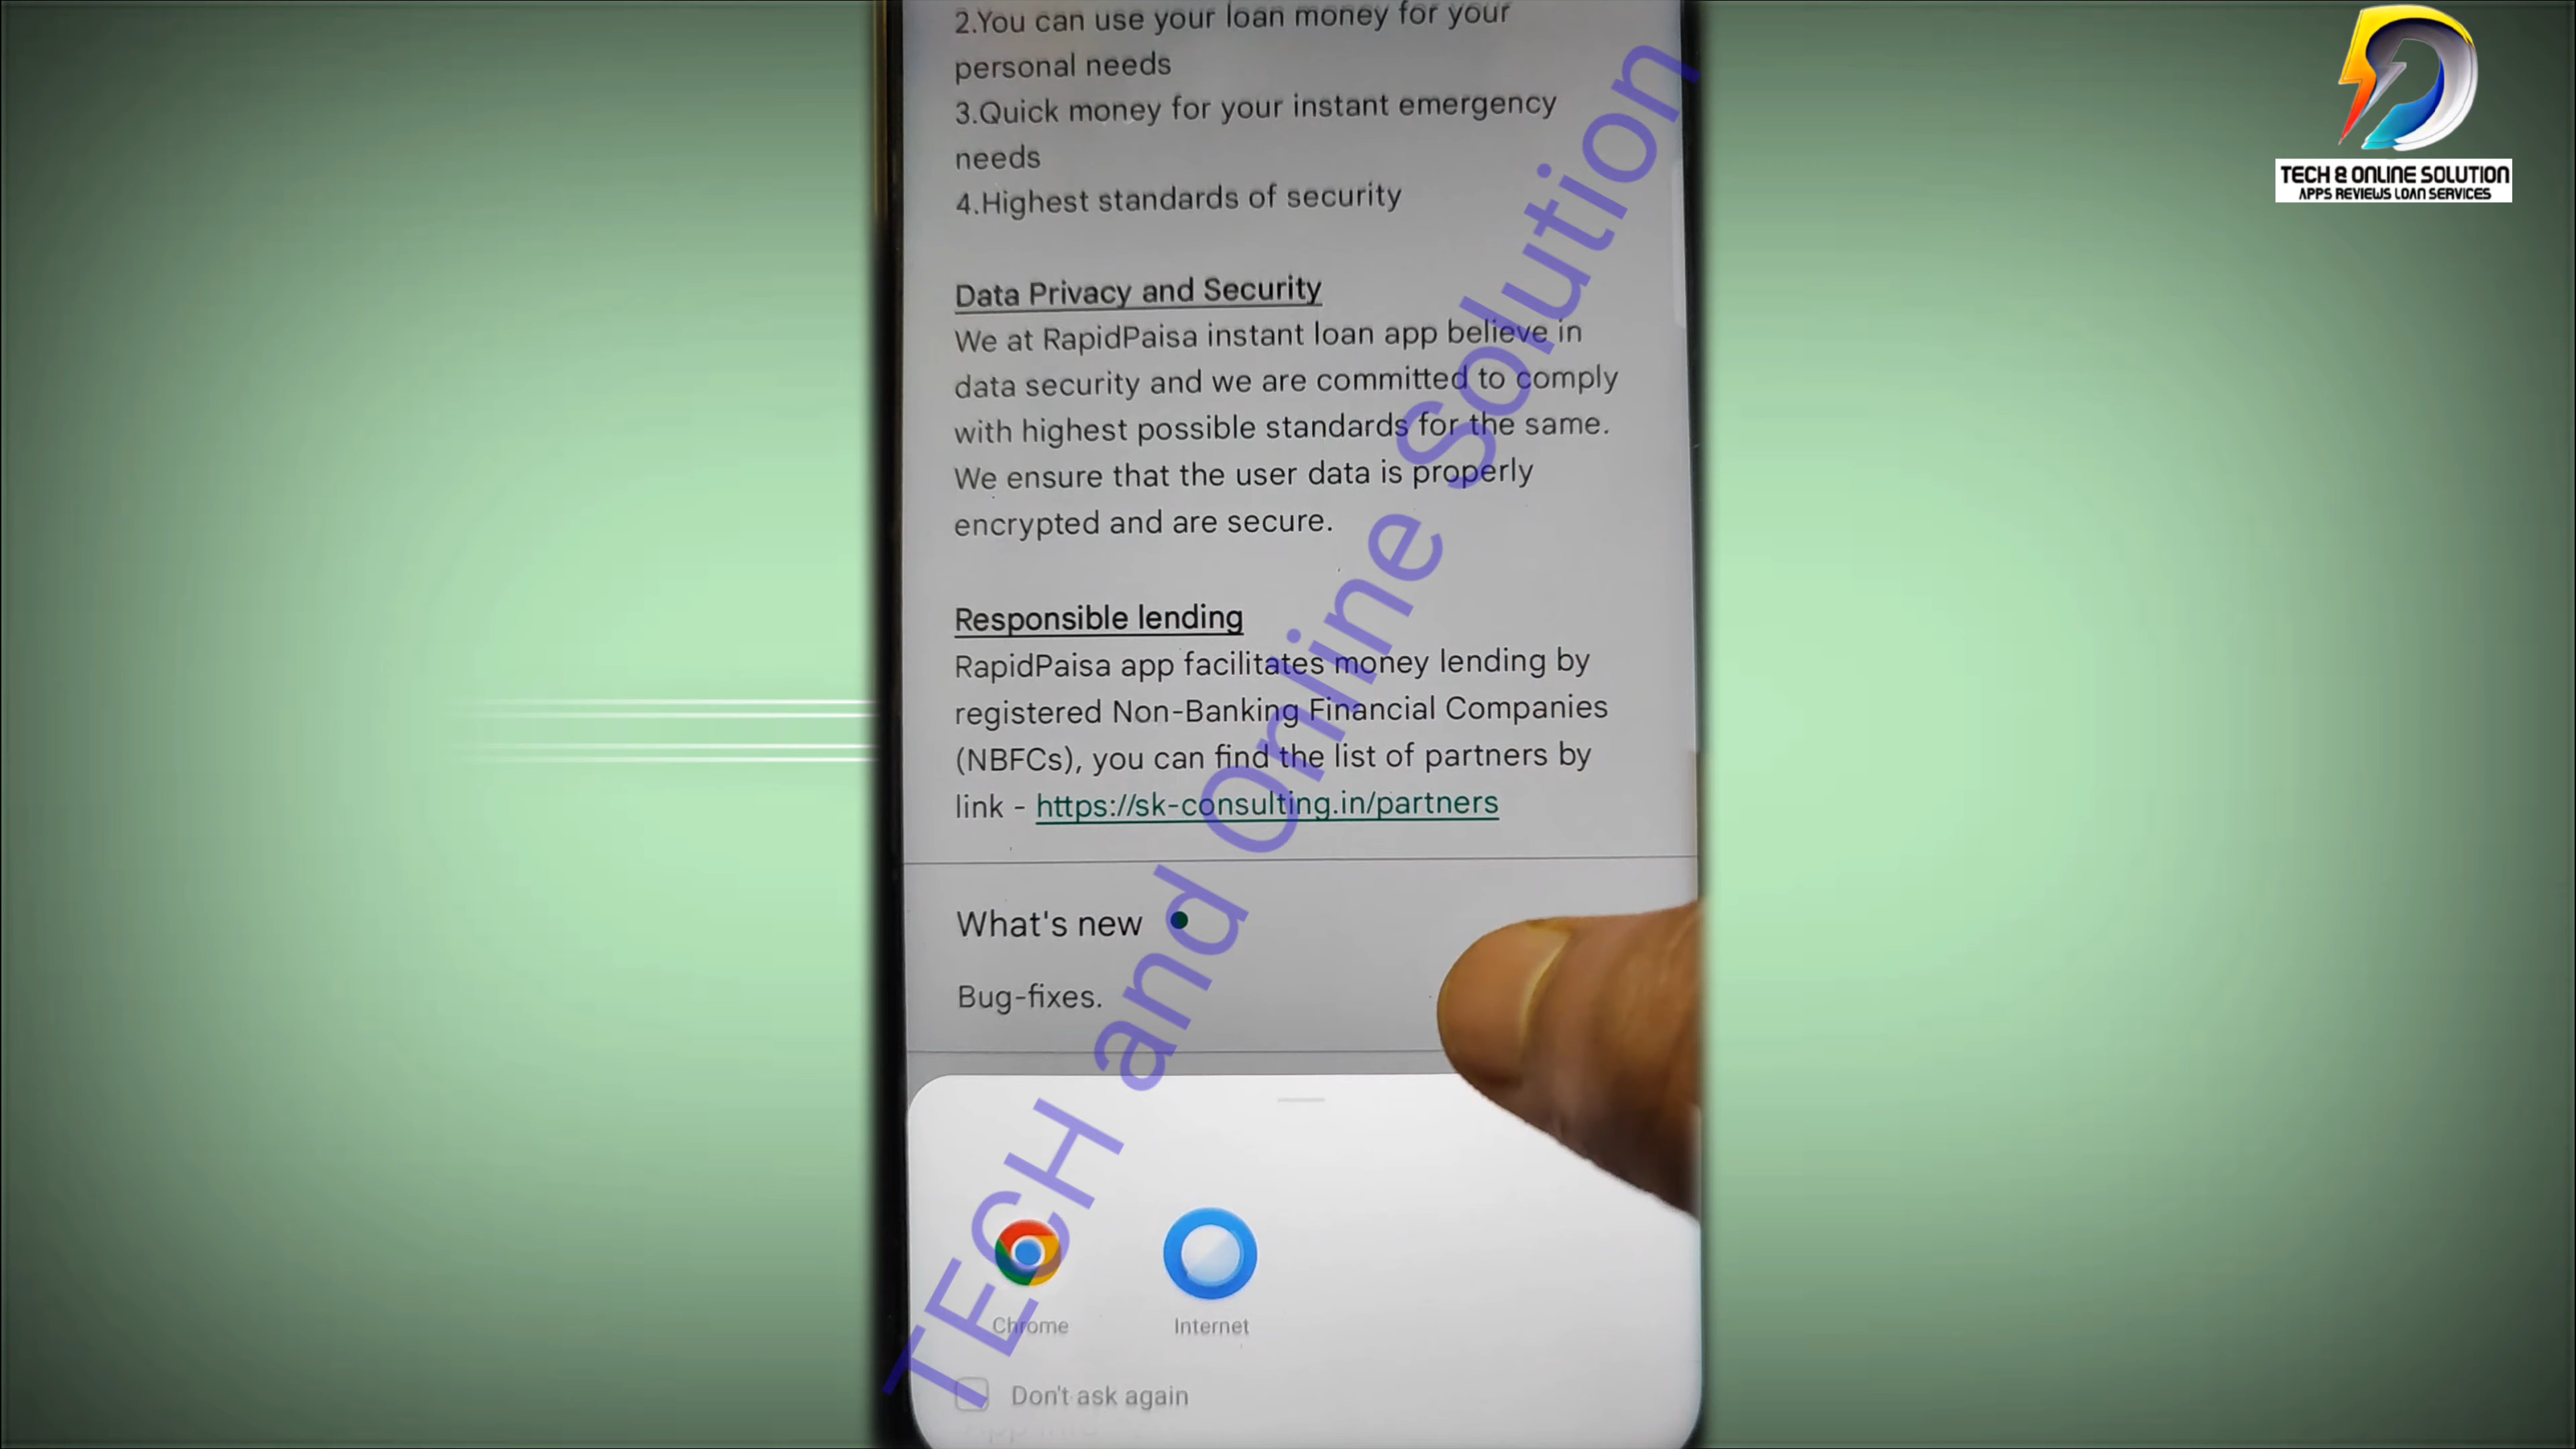 2.You can use your loan money for your
personal needs
3.Quick money for your instant emergency
needs
4.Highest standards of security
Data Privacy and Security
We at RapidPaisa instant loan app believe in
data security and we are committed to comply
with highest possible standards for the same.
We ensure that the user data is properly
encrypted and are secure.
Responsible lending
RapidPaisa app facilitates money lending by
registered Non-Banking Financial Companies
(NBFCs), you can find the list of partners by
link - https://sk-consulting.in/partners
What's new
Bug-fixes.
Chrome
Internet
Don't ask again
TECH and Online Solution
TECH & ONLINE SOLUTION
APPS REVIEWS LOAN SERVICES